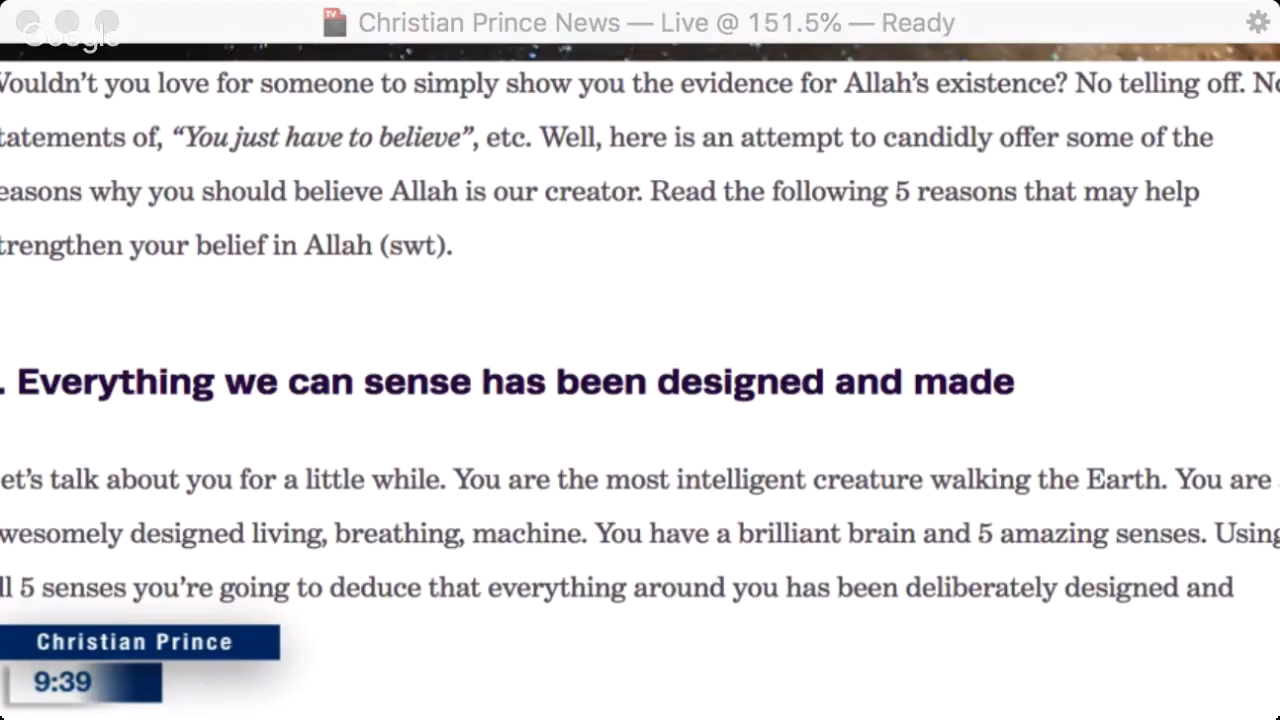 Google
Christian Prince News — Live @ 151.5% — Ready
Wouldn’t you love for someone to simply show you the evidence for Allah’s existence? No telling off. No
tatements of, “You just have to believe”, etc. Well, here is an attempt to candidly offer some of the
easons why you should believe Allah is our creator. Read the following 5 reasons that may help
trengthen your belief in Allah (swt).
. Everything we can sense has been designed and made
et’s talk about you for a little while. You are the most intelligent creature walking the Earth. You are
wesomely designed living, breathing, machine. You have a brilliant brain and 5 amazing senses. Using
ll 5 senses you’re going to deduce that everything around you has been deliberately designed and
Christian Prince
9:39